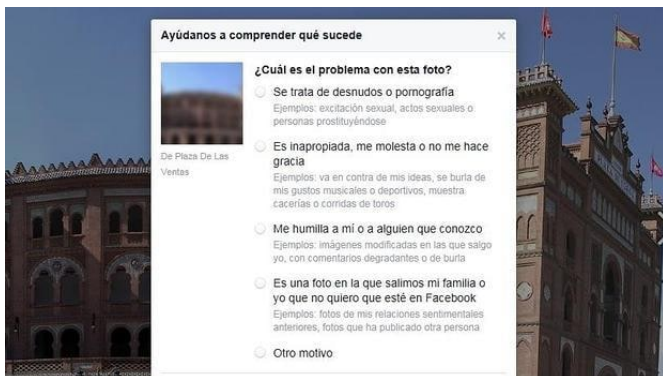 Ayúdanos a comprender qué sucede
¿Cuál es el problema con esta foto?
Se trata de desnudos o pornografía
Ejemplos: excitación sexual, actos sexuales o
personas prostituyéndose
De Plaza De Las
Ventas
Es inapropiada, me molesta o no me hace
gracia
Ejemplos: va en contra de mis ideas, se burla de
mis gustos musicales o deportivos, muestra
cacerías o corridas de toros
Me humilla a mí o a alguien que conozco
Ejemplos: imágenes modificadas en las que salgo
yo, con comentarios degradantes o de burla
Es una foto en la que salimos mi familia o
yo que no quiero que esté en Facebook
Ejemplos: fotos de mis relaciones sentimentales
anteriores, fotos que ha publicado otra persona
Otro motivo